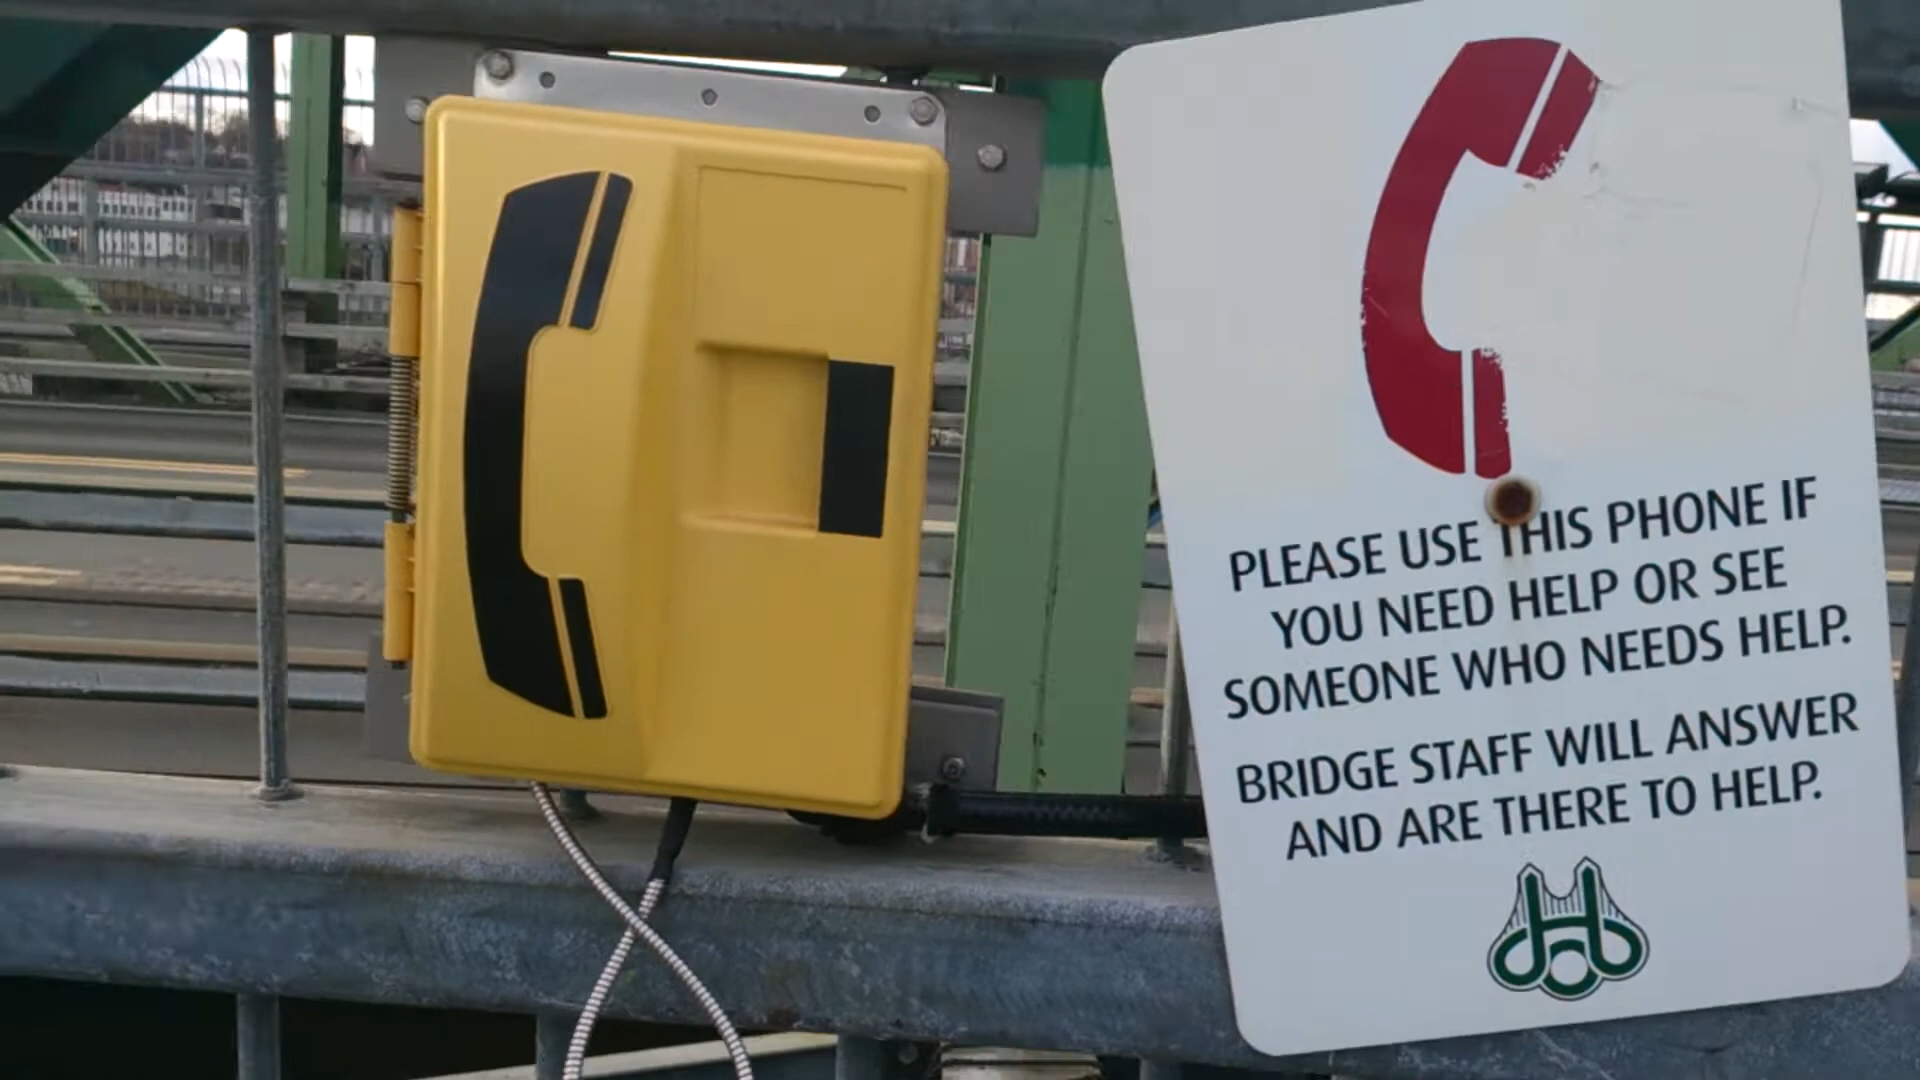 PLEASE USE THIS PHONE IF
YOU NEED HELP OR SEE
SOMEONE WHO NEEDS HELP.
BRIDGE STAFF WILL ANSWER
AND ARE THERE TO HELP.